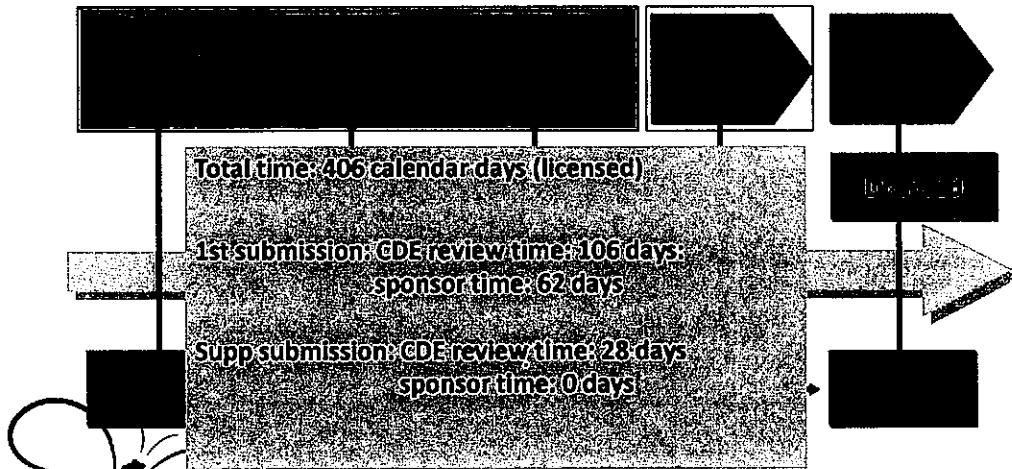 Total time: 406 calendar days (licensed)
1st submission: CDE review time: 106 days;
sponsor time: 62 days
Supp submission: CDE review time: 28 days
sponsor time: 0 days